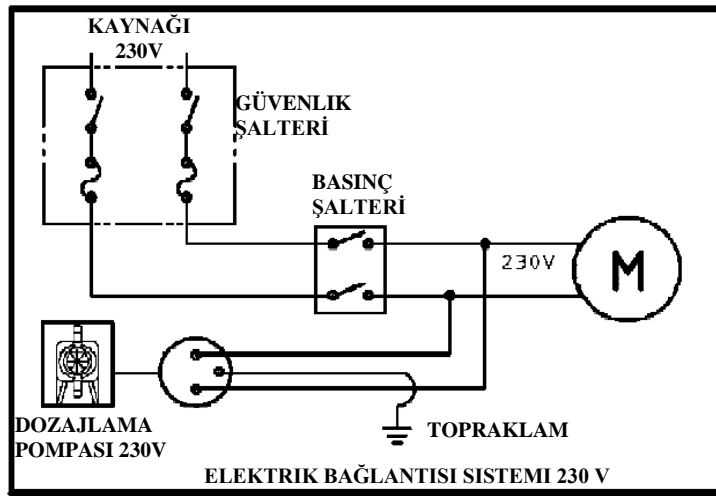 KAYNAĞI
230V
GÜVENLIK
ŞALTERİ
BASINÇ
ŞALTERİ
230V
M
DOZAJLAMA
POMPASI 230V
TOPRAKLAM
ELEKTRIK BAĞLANTISI SISTEMI 230 V